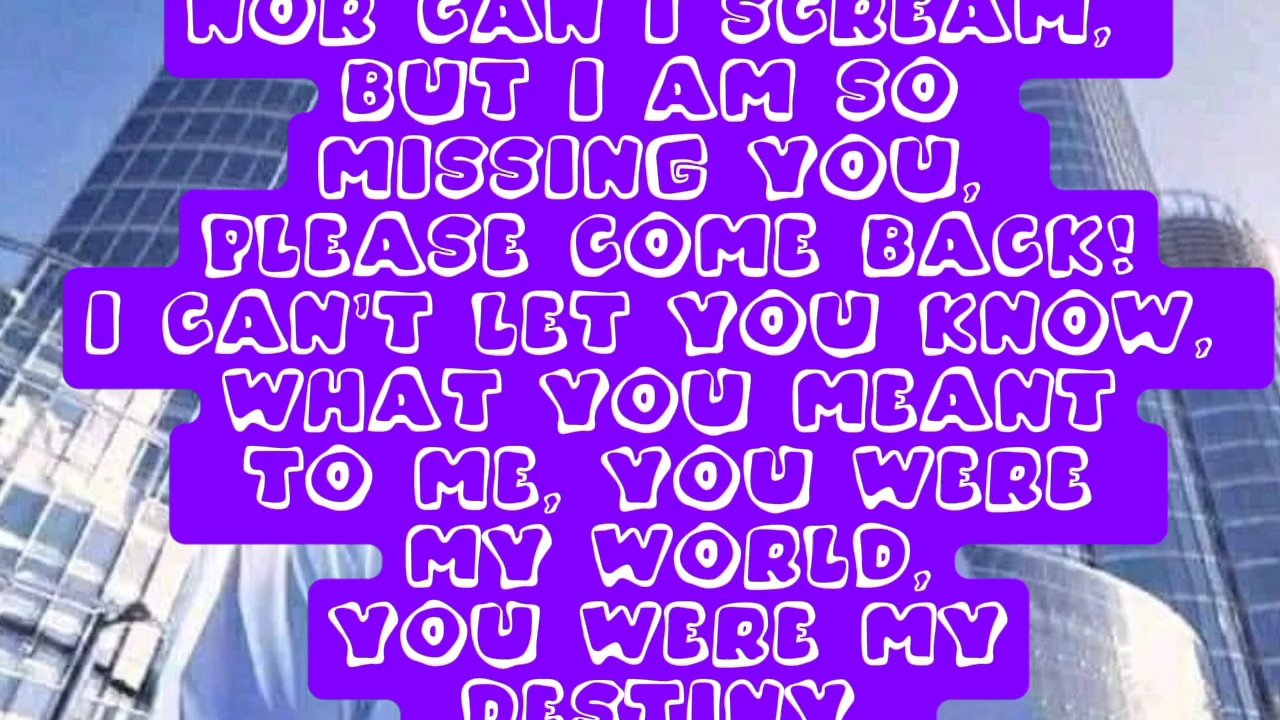 NOR CAN I SCREAM,
BUT I AM SO
MISSING YOU,
PLEASE COME BACK!
I CAN'T LET YOU KNOW,
WHAT YOU MEANT
TO ME, YOU WERE
MY WORLD,
YOU WERE MY
DESTINY